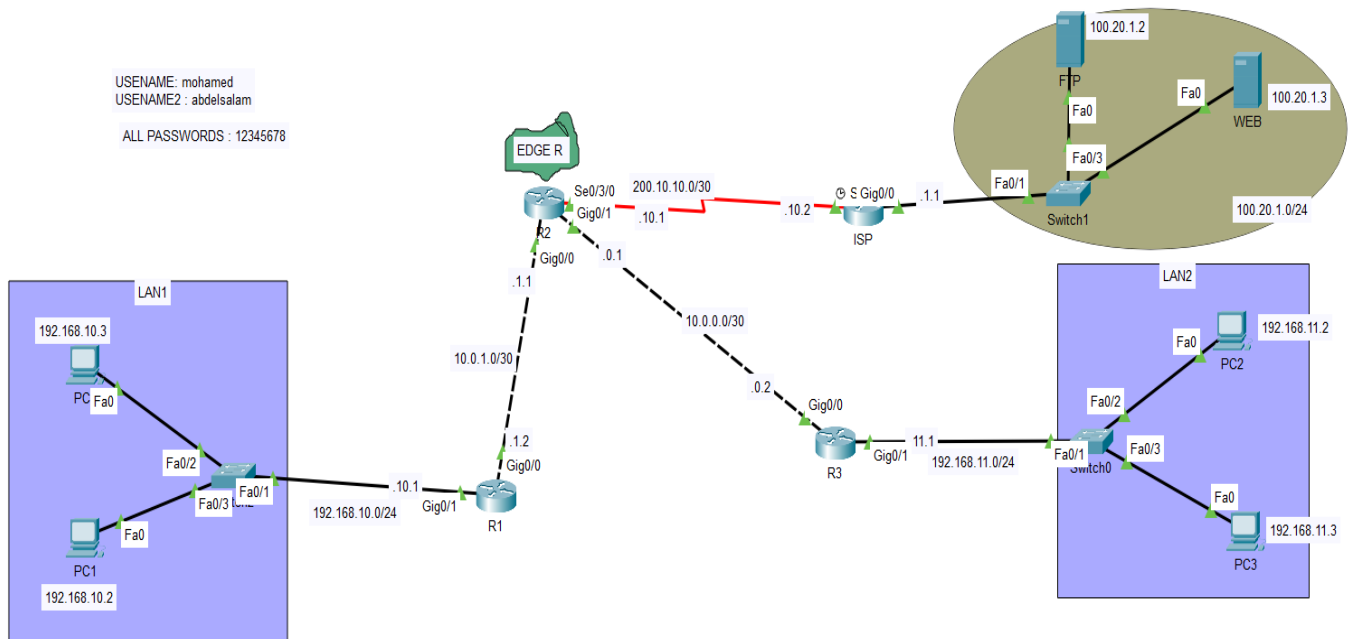 USENAME: mohamed
USENAME2 : abdelsalam
ALL PASSWORDS : 12345678
EDGE R
R2
Se0/3/0
Gig0/1
Gig0/0
.1.1
.0.1
200.10.10.0/30
.10.1
.10.2
S Gig0/0
ISP
.1.1
Fa0/1
Switch1
Fa0/3
Fa0
FTP
100.20.1.2
Fa0
WEB
100.20.1.3
100.20.1.0/24
10.0.1.0/30
10.0.0.0/30
.1.2
Gig0/0
R1
Gig0/1
.10.1
192.168.10.0/24
.0.2
Gig0/0
R3
Gig0/1
11.1
192.168.11.0/24
LAN1
192.168.10.3
PC
Fa0
Fa0/2
Fa0/3
Fa0/1
Fa0
PC1
192.168.10.2
LAN2
192.168.11.2
Fa0
PC2
Fa0/2
Fa0/1
Switch0
Fa0/3
Fa0
PC3
192.168.11.3